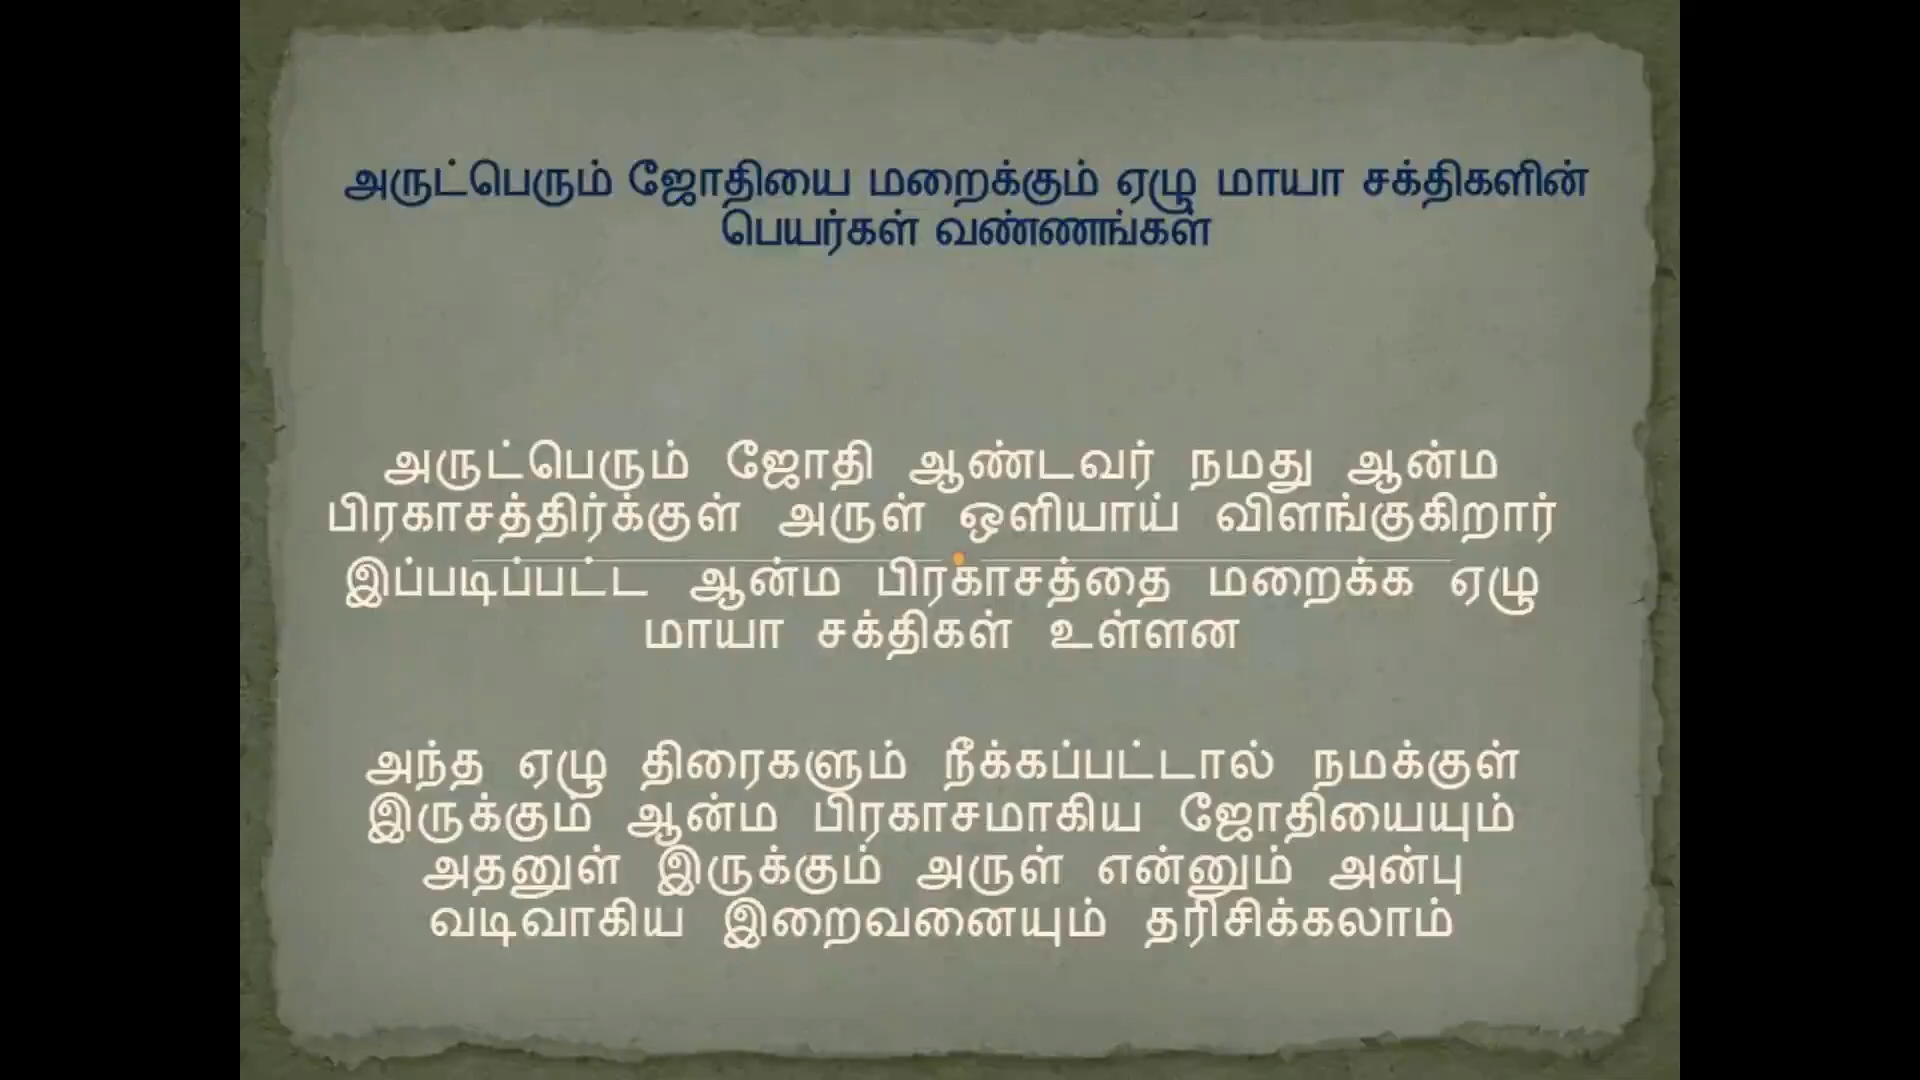 அருட்பெரும் ஜோதியை மறைக்கும் ஏழு மாயா சக்திகளின்
பெயர்கள் வண்ணங்கள்
அருட்பெரும் ஜோதி ஆண்டவர் நமது ஆன்ம
பிரகாசத்திர்க்குள் அருள் ஒளியாய் விளங்குகிறார்
இப்படிப்பட்ட ஆன்ம பிரகாசத்தை மறைக்க ஏழு
மாயா சக்திகள் உள்ளன
அந்த ஏழு திரைகளும் நீக்கப்பட்டால் நமக்குள்
இருக்கும் ஆன்ம பிரகாசமாகிய ஜோதியையும்
அதனுள் இருக்கும் அருள் என்னும் அன்பு
வடிவாகிய இறைவனையும் தரிசிக்கலாம்